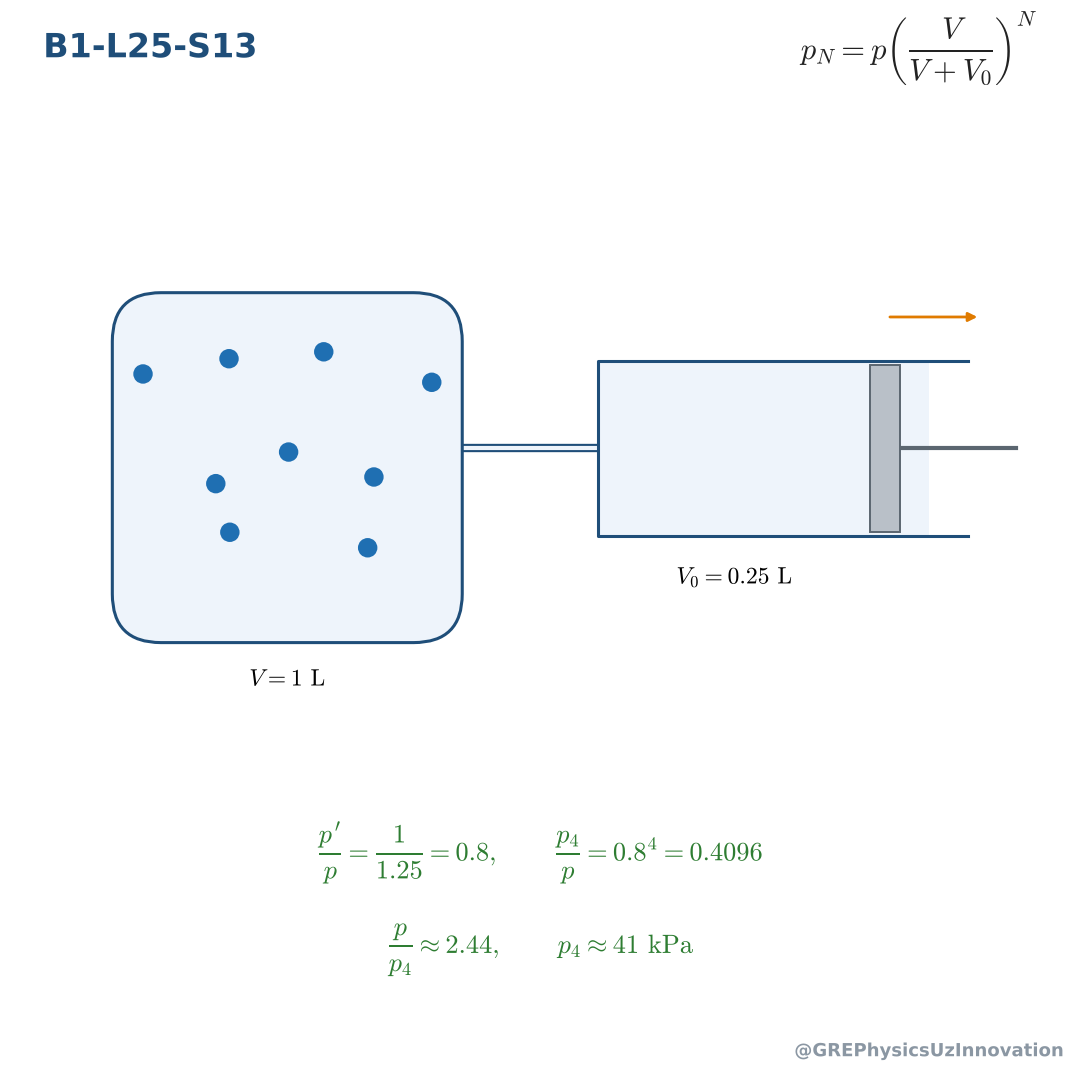 B1-L25-S13
p_N = p(V/(V + V_0))^N
V_0 = 0.25 L
V = 1 L
p′/p = 1/1.25 = 0.8, p_4/p = 0.8^4 = 0.4096
p/p_4 ≈ 2.44, p_4 ≈ 41 kPa
@GREPhysicsUzInnovation